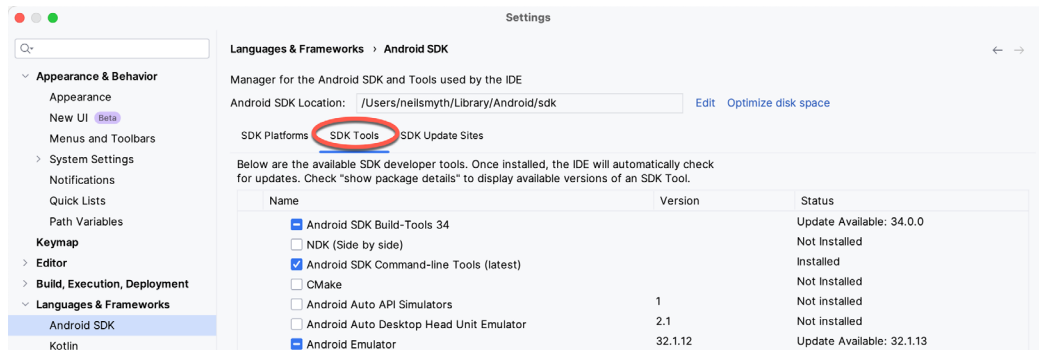 Settings
Languages & Frameworks › Android SDK
Appearance & Behavior
Appearance
New UI Beta
Menus and Toolbars
System Settings
Notifications
Quick Lists
Path Variables
Keymap
Editor
Build, Execution, Deployment
Languages & Frameworks
Android SDK
Kotlin
Manager for the Android SDK and Tools used by the IDE
Android SDK Location: /Users/neilsmyth/Library/Android/sdk Edit Optimize disk space
SDK Platforms SDK Tools SDK Update Sites
Below are the available SDK developer tools. Once installed, the IDE will automatically check
for updates. Check "show package details" to display available versions of an SDK Tool.
Name Version Status
Android SDK Build-Tools 34 Update Available: 34.0.0
NDK (Side by side) Not Installed
Android SDK Command-line Tools (latest) Installed
CMake Not Installed
Android Auto API Simulators 1 Not installed
Android Auto Desktop Head Unit Emulator 2.1 Not installed
Android Emulator 32.1.12 Update Available: 32.1.13